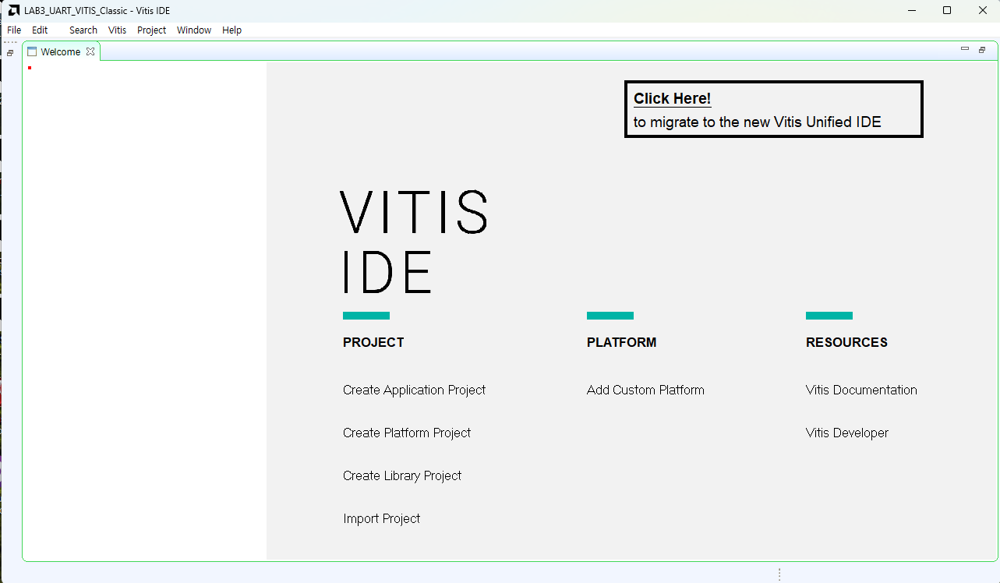 LAB3_UART_VITIS_Classic - Vitis IDE
File Edit Search Vitis Project Window Help
Welcome
Click Here!
to migrate to the new Vitis Unified IDE
VITIS
IDE
PROJECT
Create Application Project
Create Platform Project
Create Library Project
Import Project
PLATFORM
Add Custom Platform
RESOURCES
Vitis Documentation
Vitis Developer